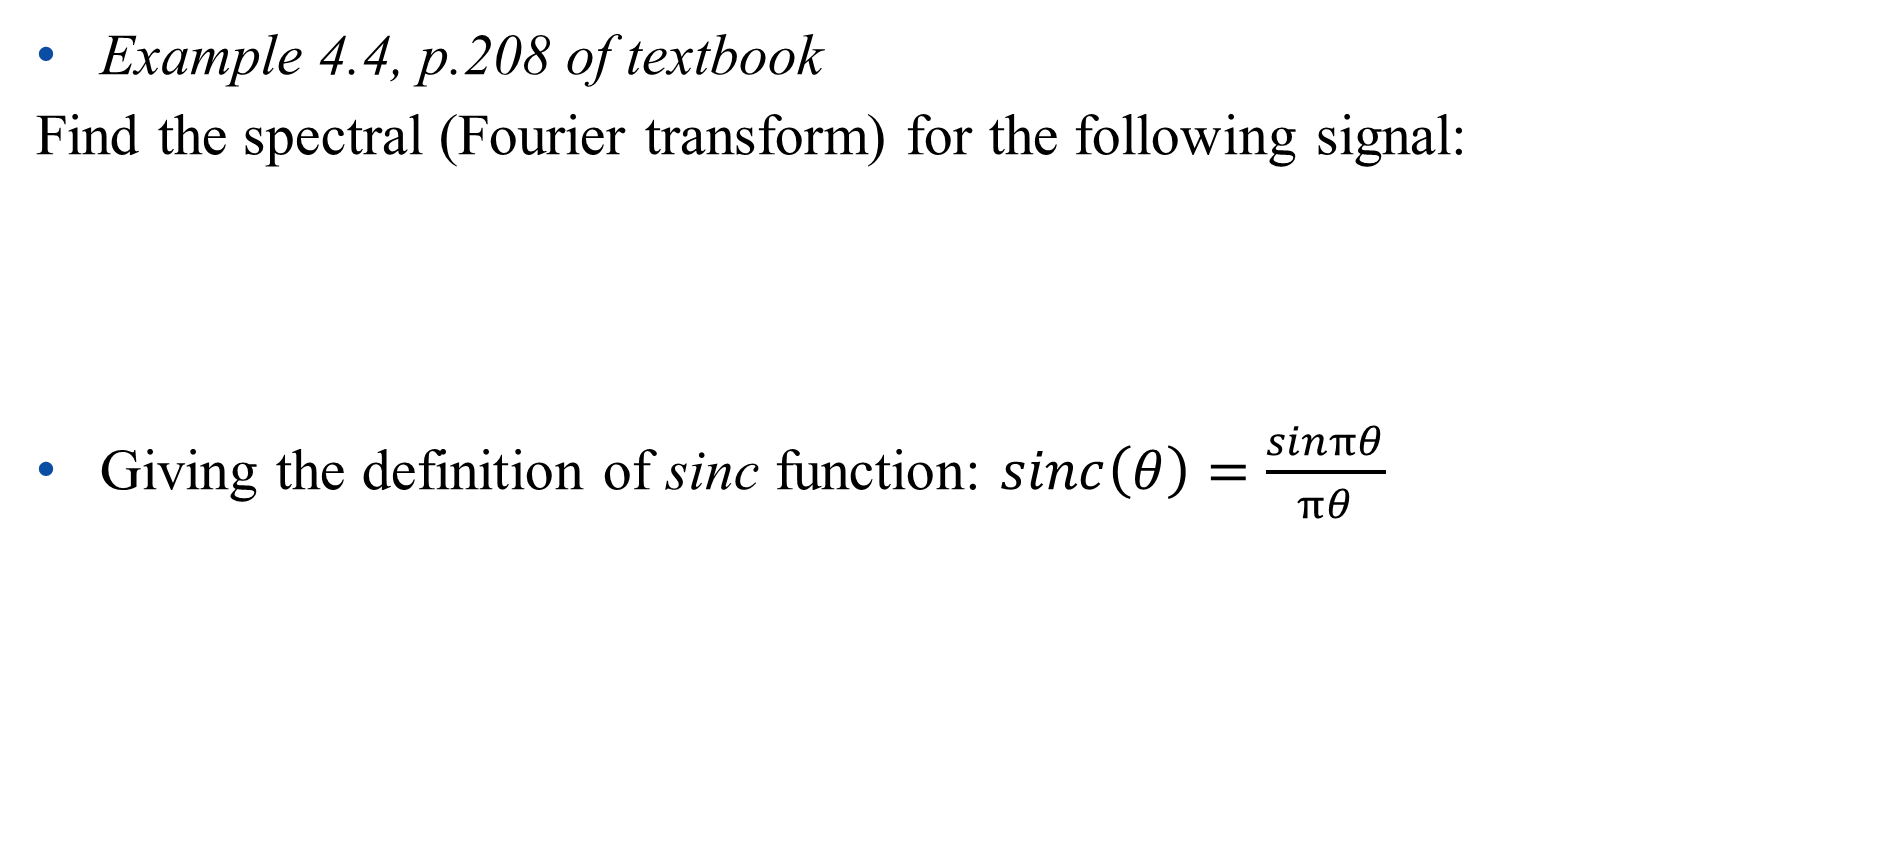 • Example 4.4, p.208 of textbook
Find the spectral (Fourier transform) for the following signal:
• Giving the definition of sinc function: sinc(θ) = sinπθ / πθ